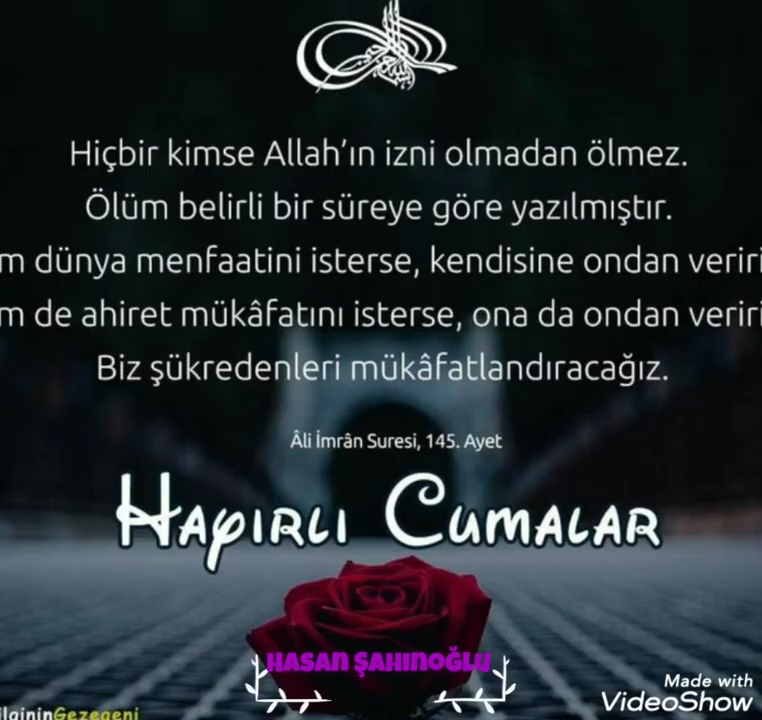 Hiçbir kimse Allah’ın izni olmadan ölmez.
Ölüm belirli bir süreye göre yazılmıştır.
m dünya menfaatini isterse, kendisine ondan veriri
m de ahiret mükâfatını isterse, ona da ondan veriri
Biz şükredenleri mükâfatlandıracağız.
Âli İmrân Suresi, 145. Ayet
Hayırlı Cumalar
HASAN ŞAHINOĞLU
Made with
VideoShow
ilgininGezegeni